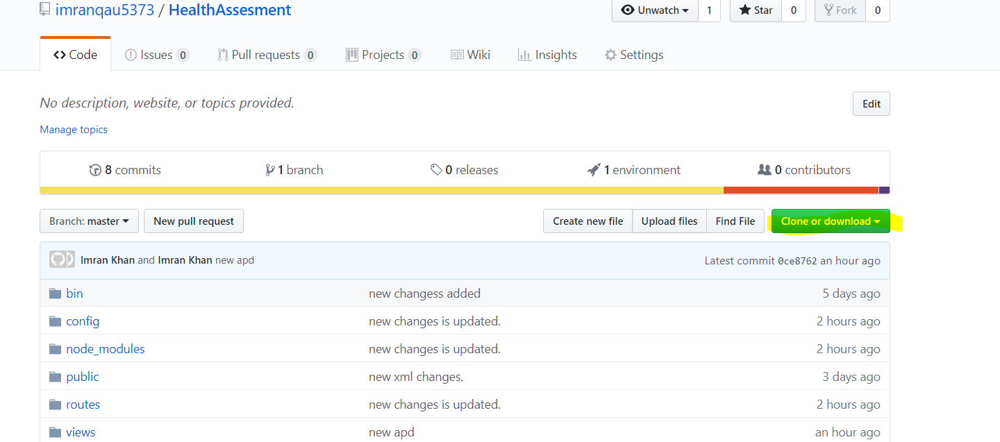 imranqau5373 / HealthAssesment Unwatch 1 Star 0 Fork 0
Code Issues 0 Pull requests 0 Projects 0 Wiki Insights Settings
No description, website, or topics provided. Edit
Manage topics
8 commits 1 branch 0 releases 1 environment 0 contributors
Branch: master New pull request Create new file Upload files Find File Clone or download
Imran Khan and Imran Khan new apd Latest commit 0ce8762 an hour ago
bin new changess added 5 days ago
config new changes is updated. 2 hours ago
node_modules new changes is updated. 2 hours ago
public new xml changes. 3 days ago
routes new changes is updated. 2 hours ago
views new apd an hour ago